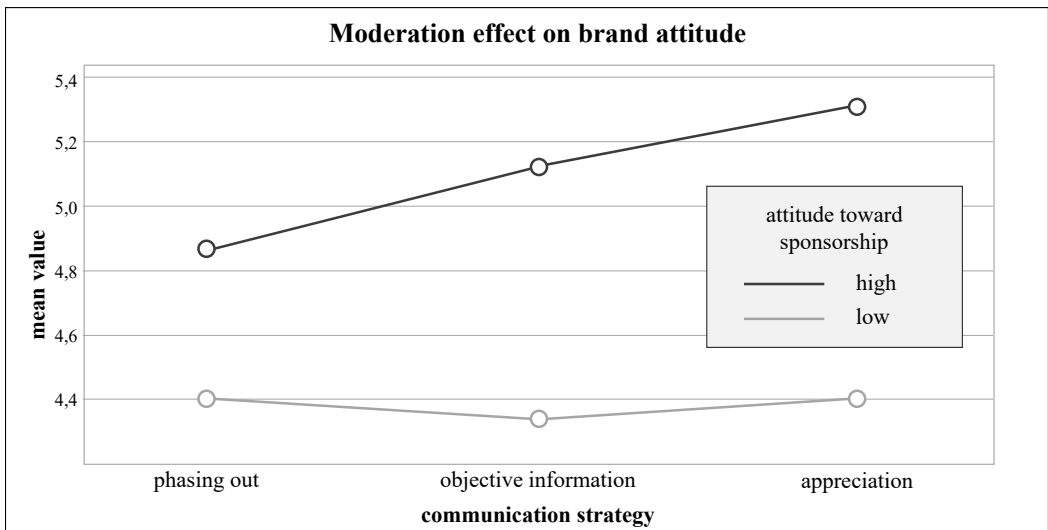 Moderation effect on brand attitude
5,4
5,2
5,0
4,8
4,6
4,4
mean value
attitude toward
sponsorship
high
low
phasing out
objective information
appreciation
communication strategy